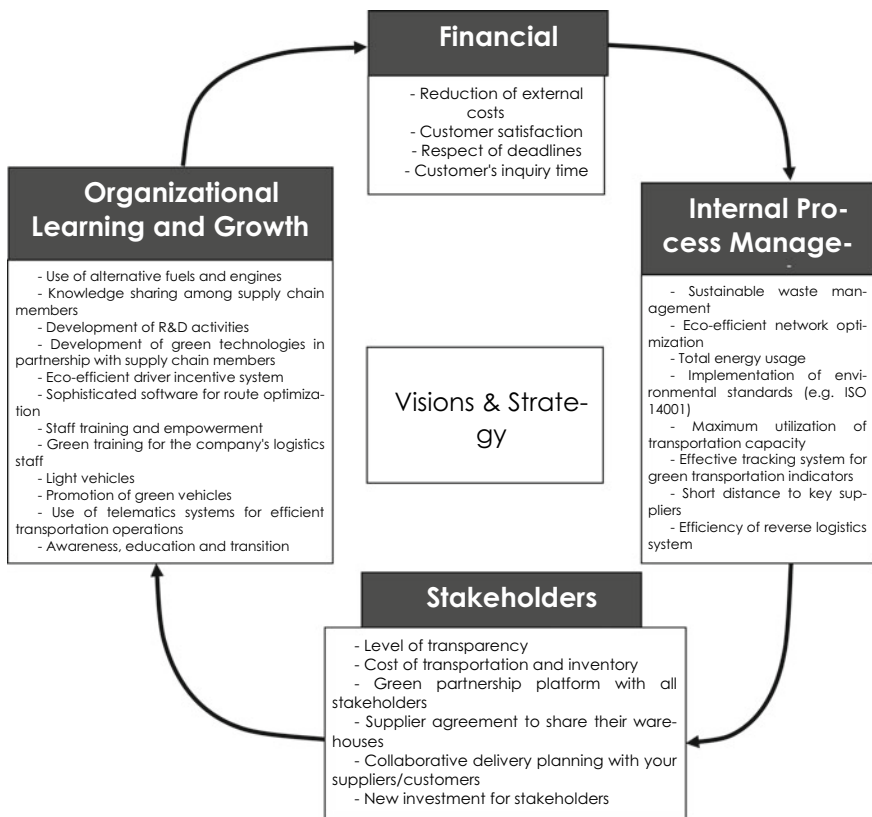 Financial
- Reduction of external
costs
- Customer satisfaction
- Respect of deadlines
- Customer's inquiry time
Organizational
Learning and Growth
- Use of alternative fuels and engines
- Knowledge sharing among supply chain
members
- Development of R&D activities
- Development of green technologies in
partnership with supply chain members
- Eco-efficient driver incentive system
- Sophisticated software for route optimiza-
tion
- Staff training and empowerment
- Green training for the company's logistics
staff
- Light vehicles
- Promotion of green vehicles
- Use of telematics systems for efficient
transportation operations
- Awareness, education and transition
Internal Pro-
cess Manage-
- Sustainable waste man-
agement
- Eco-efficient network opti-
mization
- Total energy usage
- Implementation of envi-
ronmental standards (e.g. ISO
14001)
- Maximum utilization of
transportation capacity
- Effective tracking system for
green transportation indicators
- Short distance to key sup-
pliers
- Efficiency of reverse logistics
system
Visions & Strate-
gy
Stakeholders
- Level of transparency
- Cost of transportation and inventory
- Green partnership platform with all
stakeholders
- Supplier agreement to share their ware-
houses
- Collaborative delivery planning with your
suppliers/customers
- New investment for stakeholders